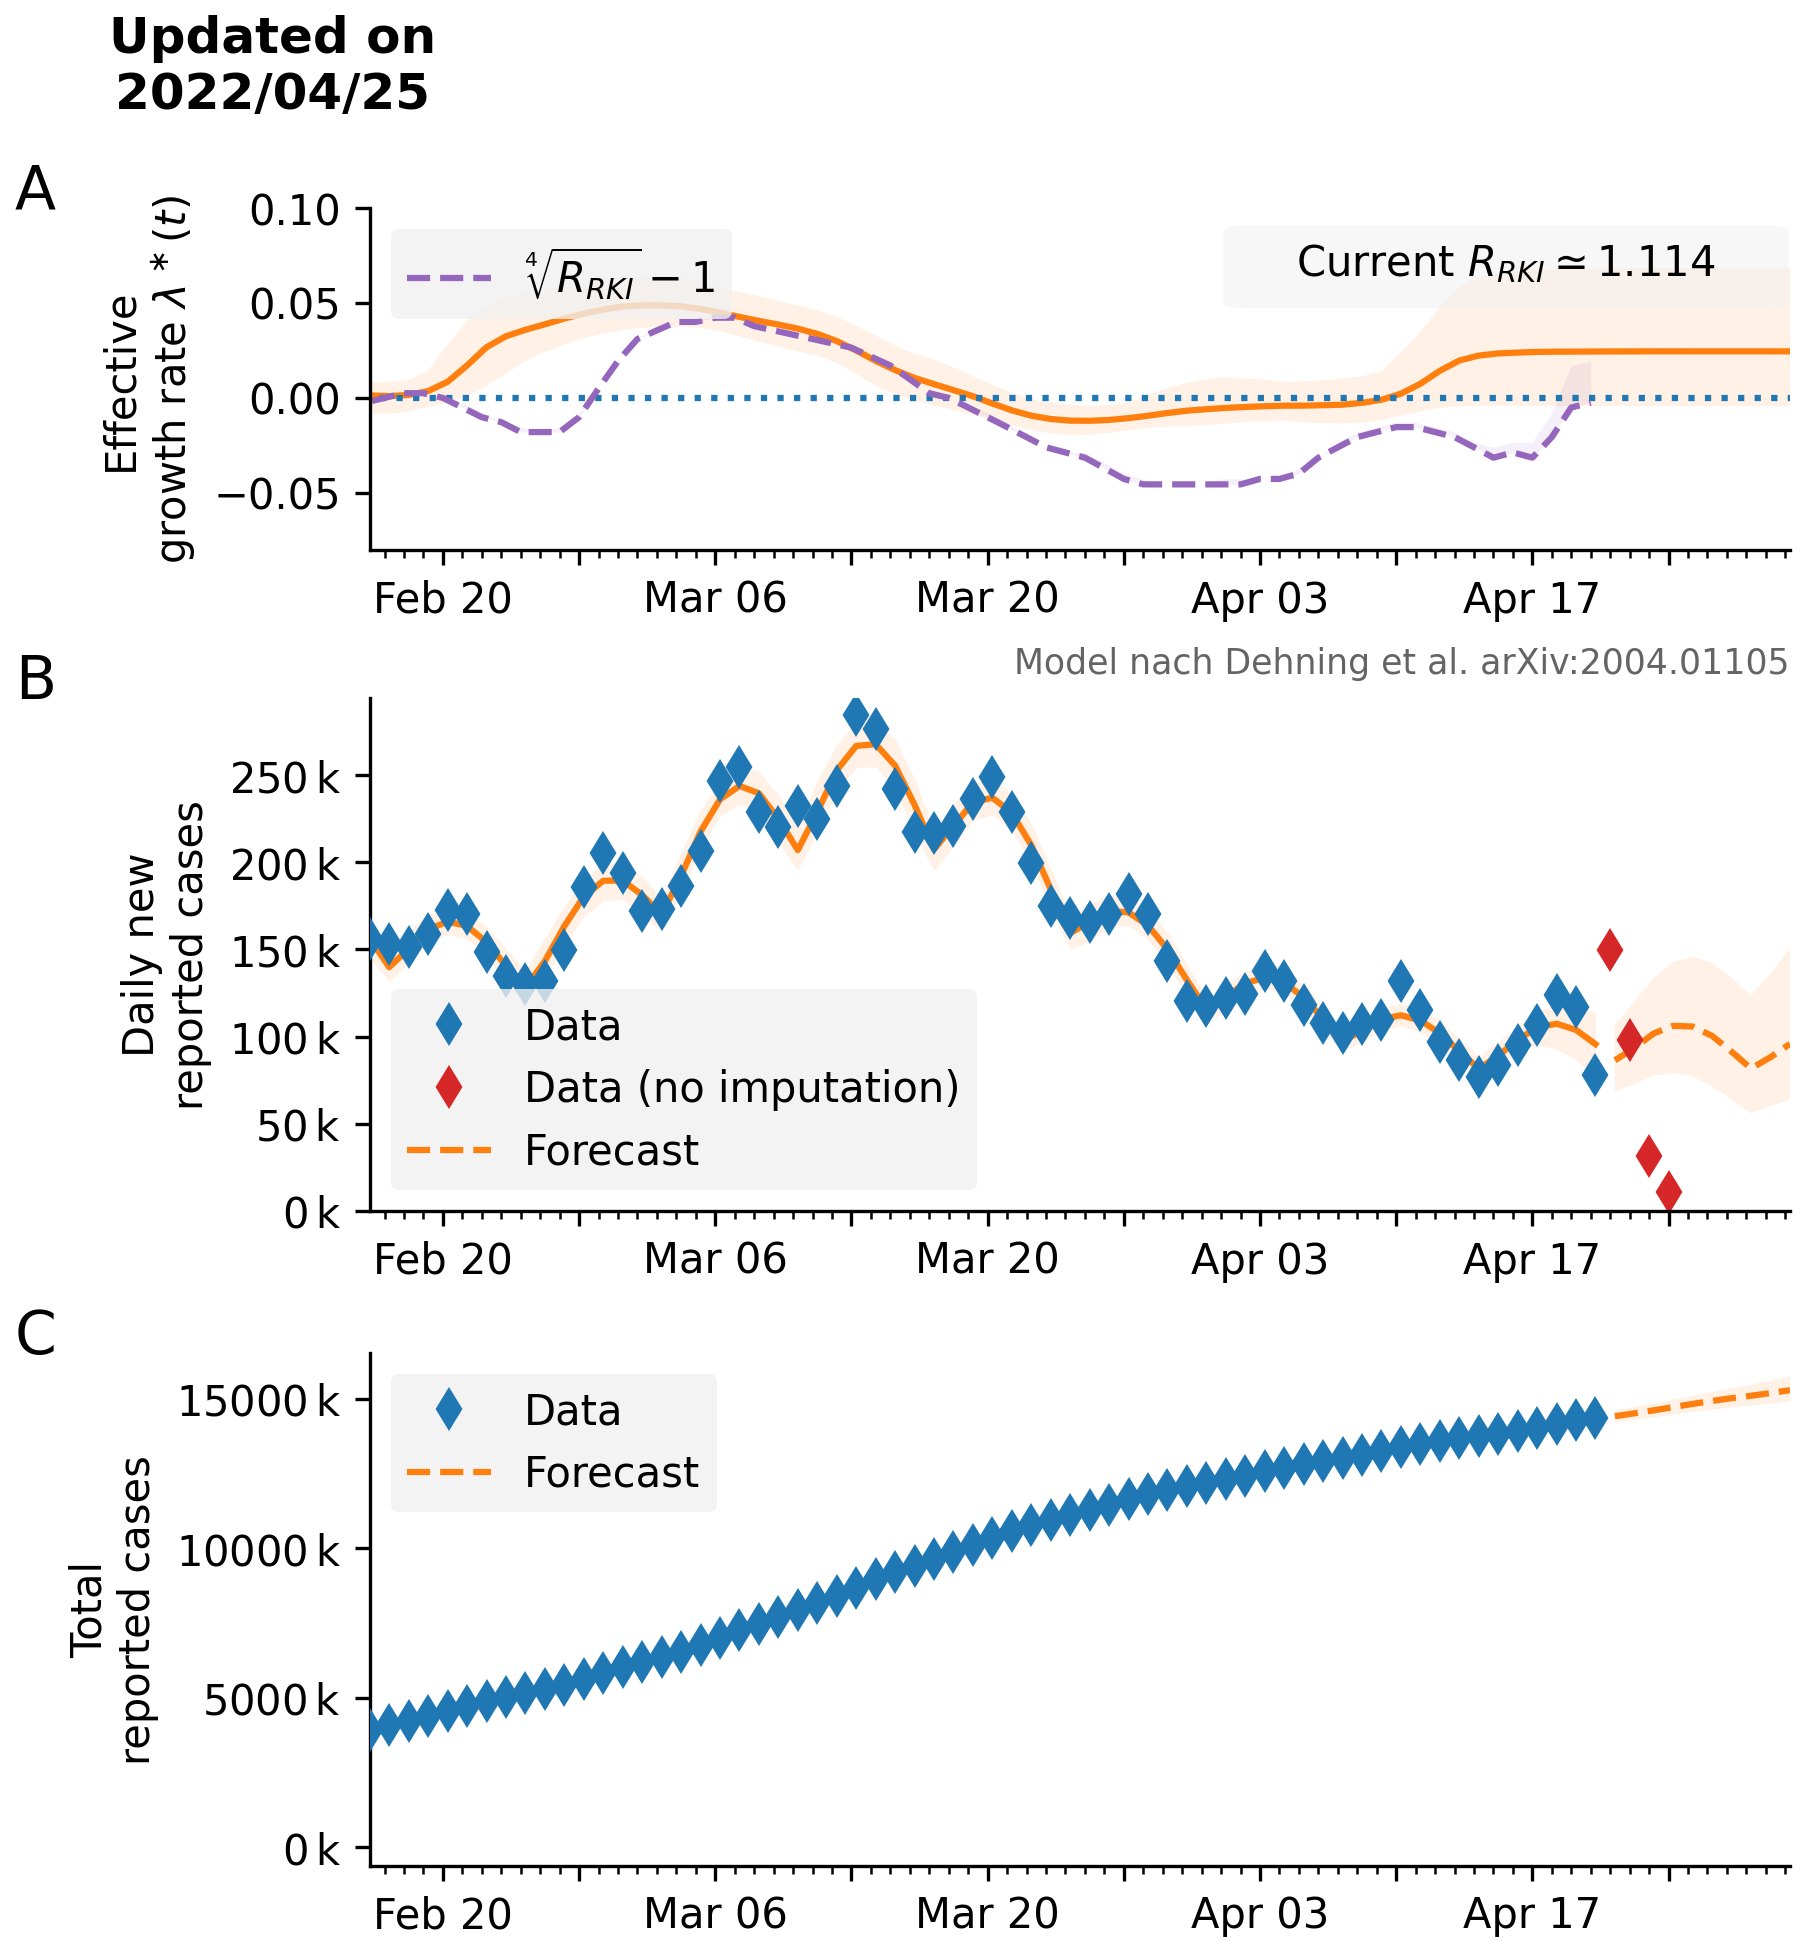 Updated on
2022/04/25
A
Effective
growth rate λ * (t)
0.10
0.05
0.00
−0.05
∜R_RKI − 1
Current R_RKI ≃ 1.114
Feb 20 Mar 06 Mar 20 Apr 03 Apr 17
Model nach Dehning et al. arXiv:2004.01105
B
Daily new
reported cases
250 k
200 k
150 k
100 k
50 k
0 k
Data
Data (no imputation)
Forecast
Feb 20 Mar 06 Mar 20 Apr 03 Apr 17
C
Total
reported cases
15000 k
10000 k
5000 k
0 k
Data
Forecast
Feb 20 Mar 06 Mar 20 Apr 03 Apr 17